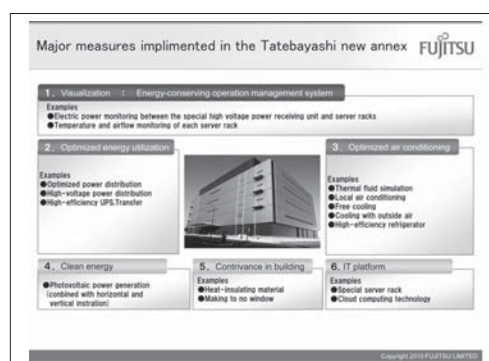 Major measures implimented in the Tatebayashi new annex
FUJITSU
1. Visualization : Energy-conserving operation management system
Examples
●Electric power monitoring between the special high voltage power receiving unit and server racks
●Temperature and airflow monitoring of each server rack
2. Optimized energy utilization
Examples
●Optimized power distribution
●High-voltage power distribution
●High-efficiency UPS,Transfer
3. Optimized air conditioning
Examples
●Thermal fluid simulation
●Local air conditioning
●Free cooling
●Cooling with outside air
●High-efficiency refrigerator
4. Clean energy
●Photovoltaic power generation
(conbined with horizontal and
vertical instration)
5. Contrivance in building
Examples
●Heat-insulating material
●Making to no window
6. IT platform
Examples
●Special server rack
●Cloud computing technology
Copyright 2010 FUJITSU LIMITED